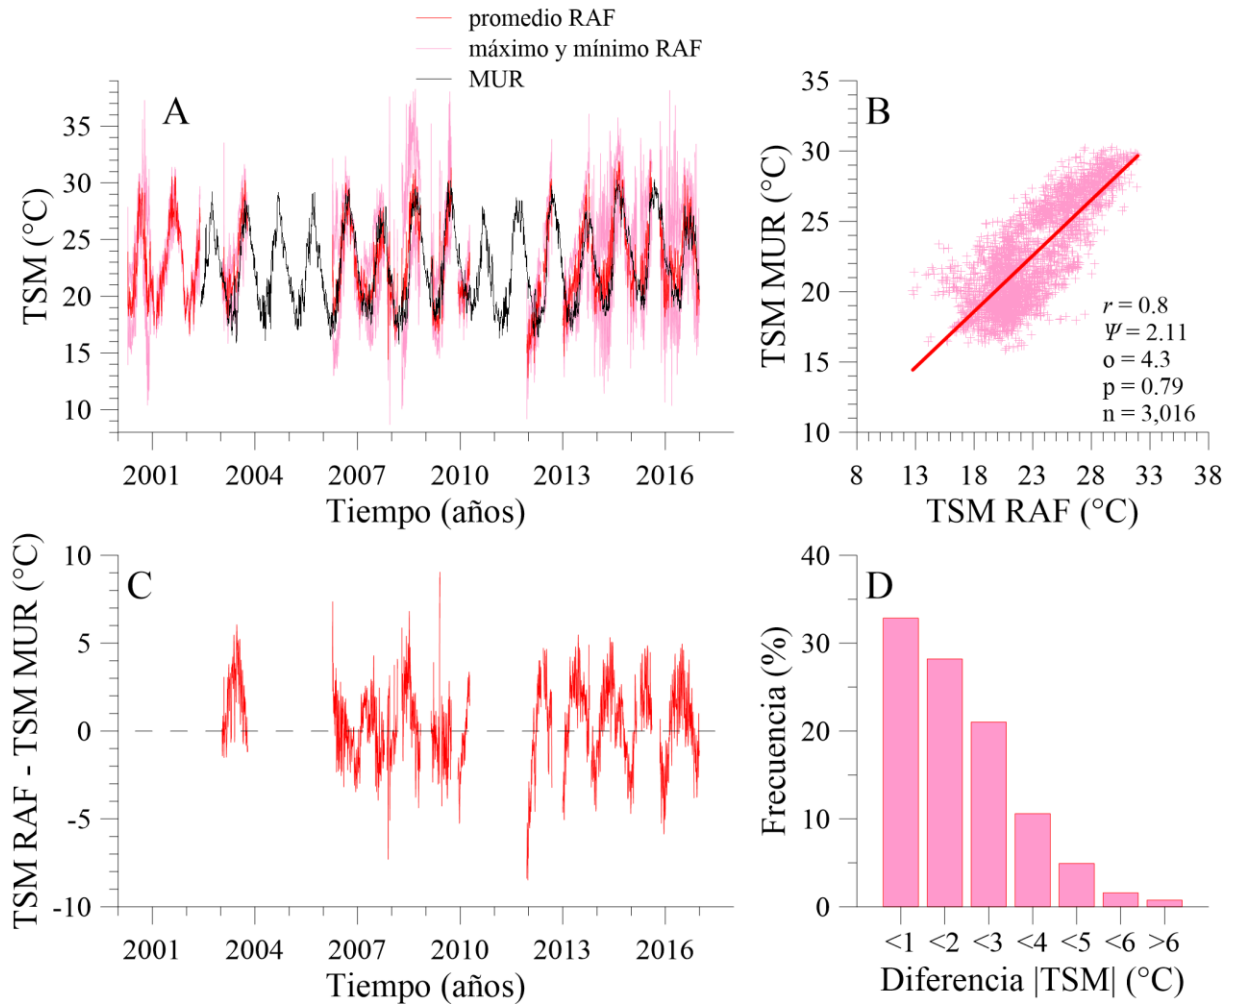 promedio RAF
máximo y mínimo RAF
MUR
A
TSM (°C)
35
30
25
20
15
10
2001 2004 2007 2010 2013 2016
Tiempo (años)
B
TSM MUR (°C)
35
30
25
20
15
10
r = 0.8
Ψ = 2.11
o = 4.3
p = 0.79
n = 3,016
8 13 18 23 28 33 38
TSM RAF (°C)
C
TSM RAF - TSM MUR (°C)
10
5
0
-5
-10
2001 2004 2007 2010 2013 2016
Tiempo (años)
D
Frecuencia (%)
40
30
20
10
0
<1 <2 <3 <4 <5 <6 >6
Diferencia |TSM| (°C)